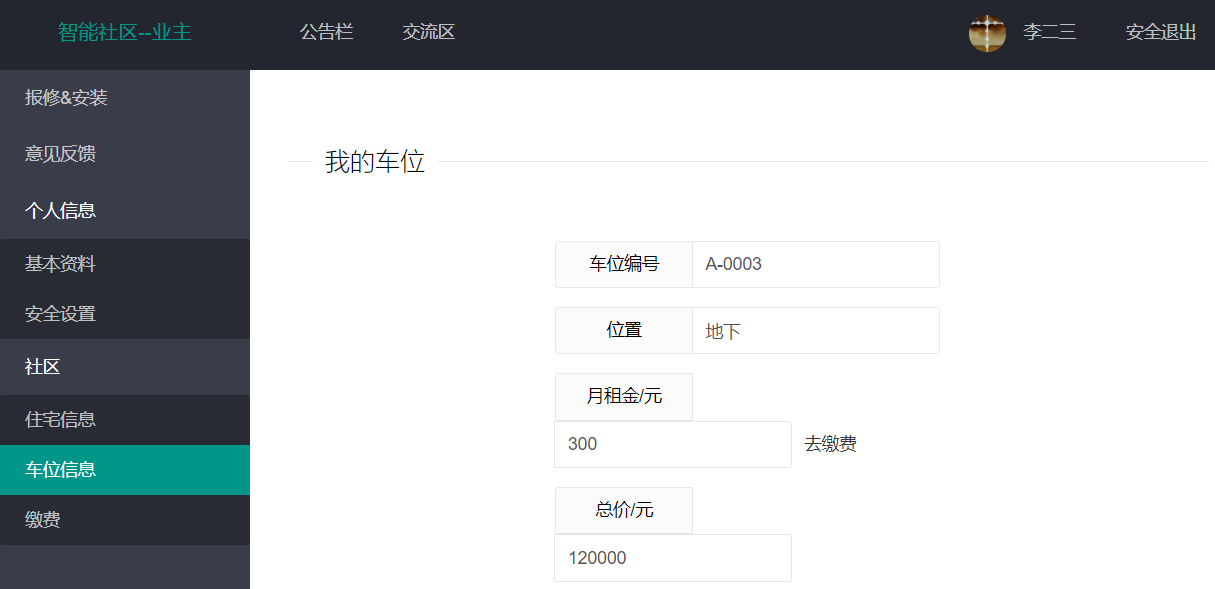 智能社区--业主
公告栏
交流区
李二三
安全退出
报修&安装
意见反馈
个人信息
基本资料
安全设置
社区
住宅信息
车位信息
缴费
我的车位
车位编号 A-0003
位置 地下
月租金/元
300 去缴费
总价/元
120000